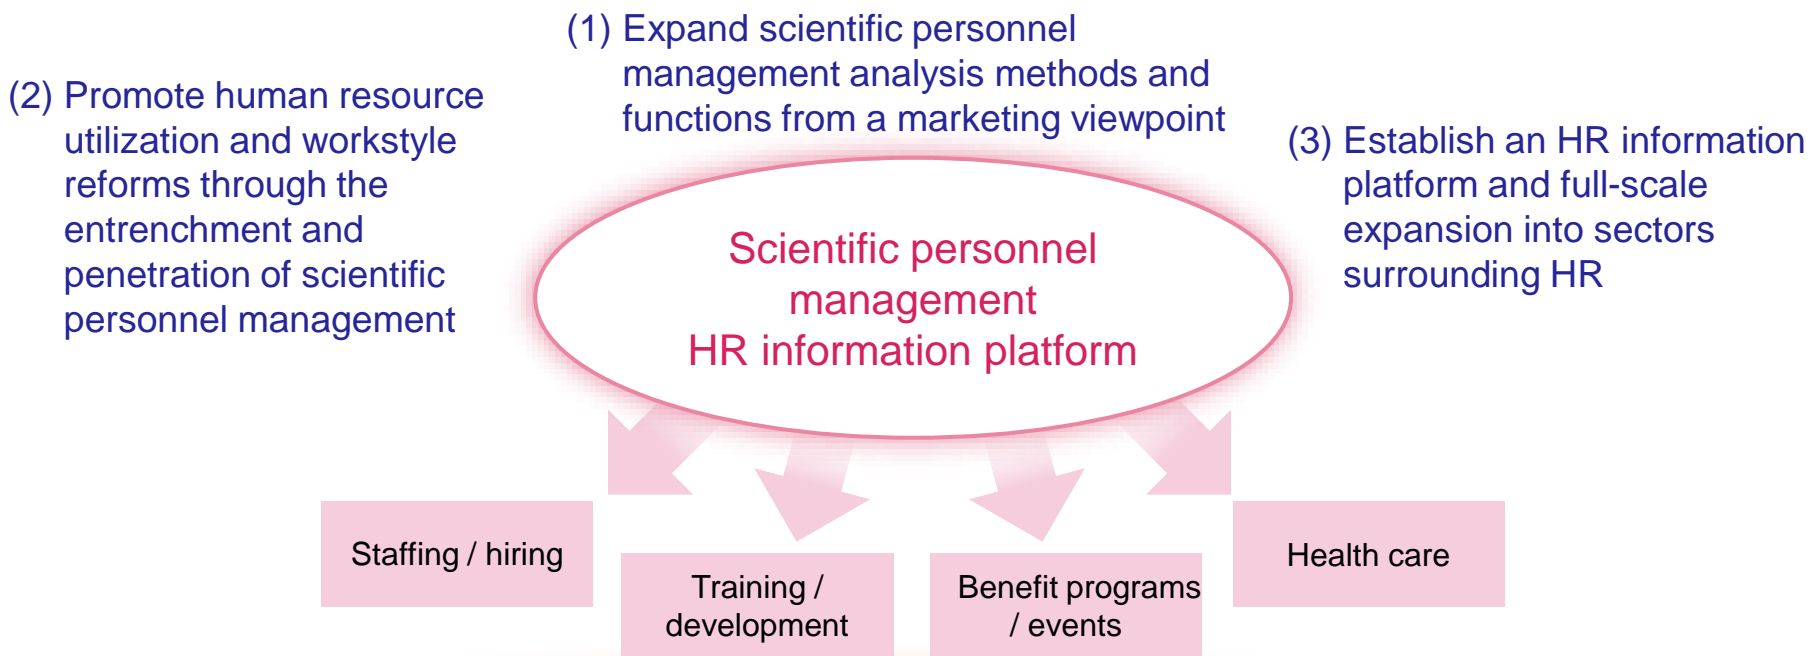 (1) Expand scientific personnel
management analysis methods and
functions from a marketing viewpoint
(2) Promote human resource
utilization and workstyle
reforms through the
entrenchment and
penetration of scientific
personnel management
(3) Establish an HR information
platform and full-scale
expansion into sectors
surrounding HR
Scientific personnel
management
HR information platform
Staffing / hiring
Training /
development
Benefit programs
/ events
Health care